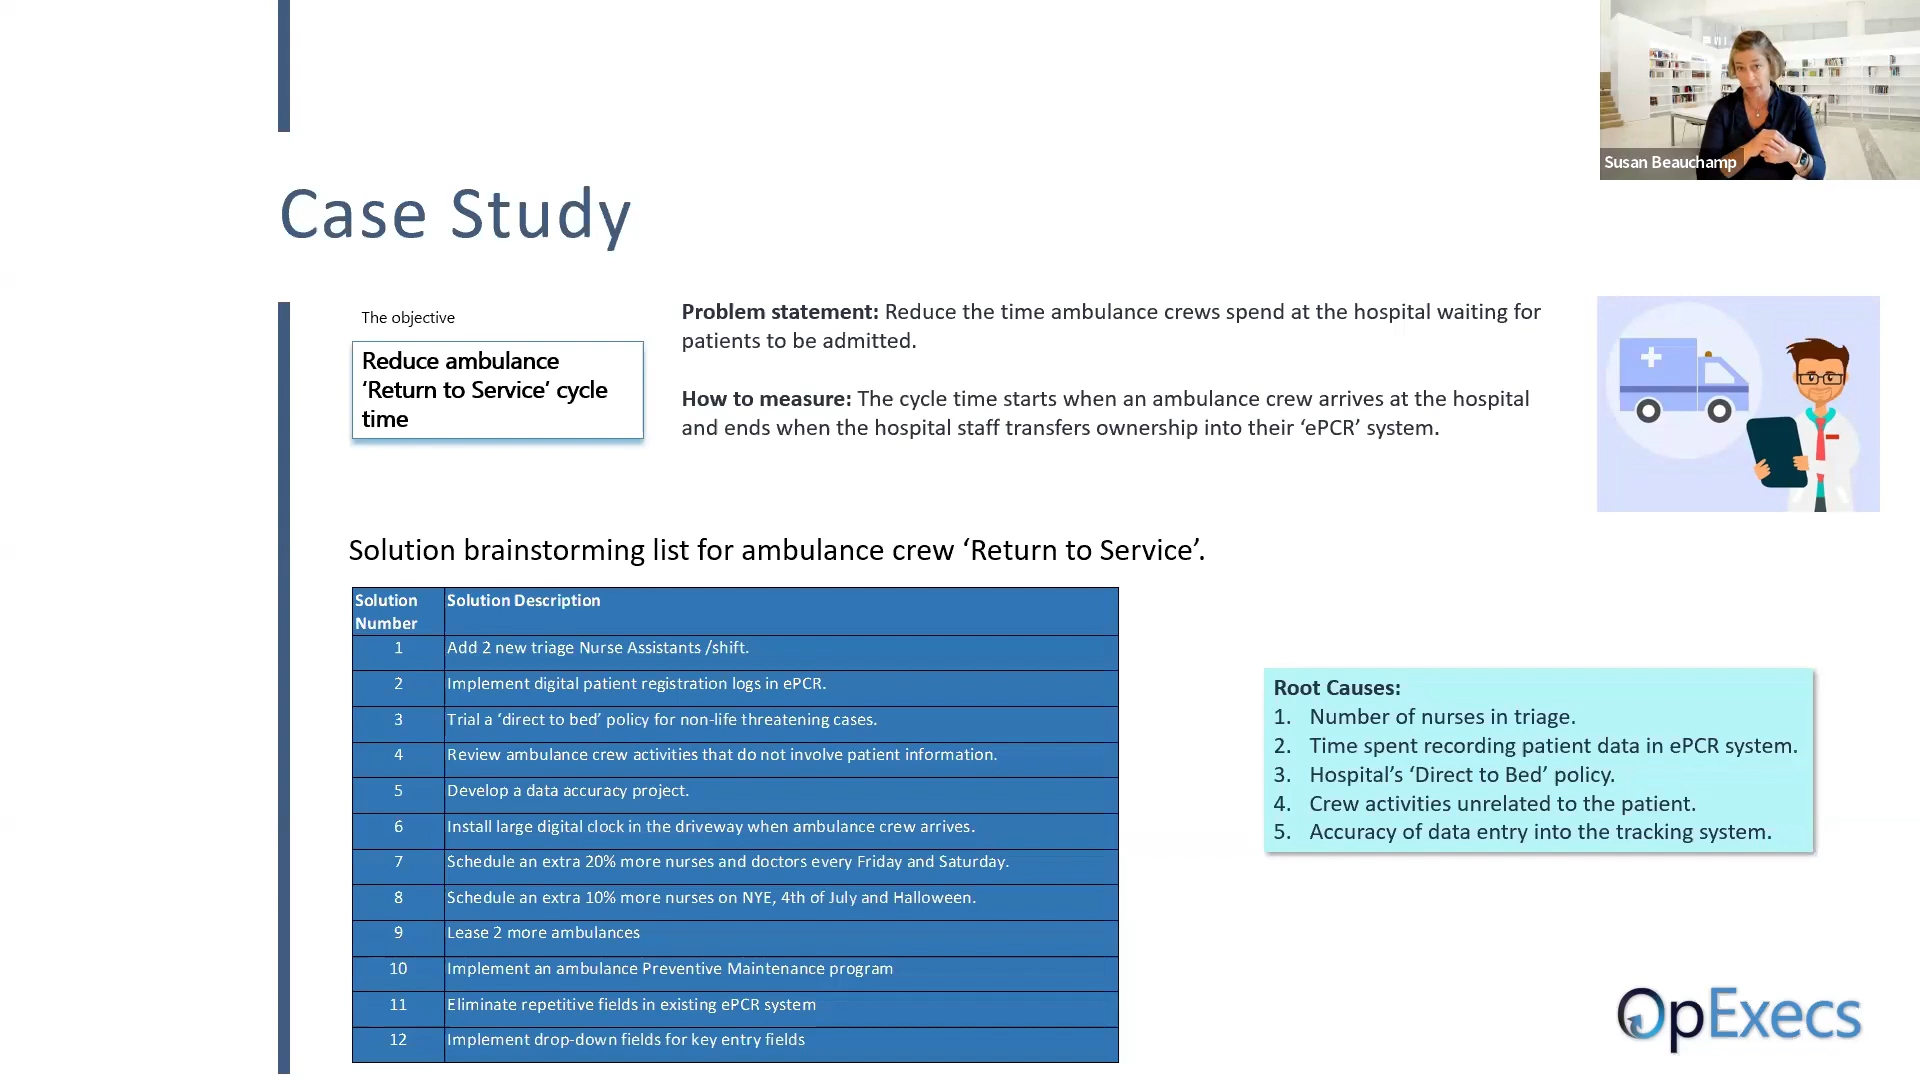 Susan Beauchamp
Case Study
The objective
Reduce ambulance
‘Return to Service’ cycle
time
Problem statement: Reduce the time ambulance crews spend at the hospital waiting for
patients to be admitted.
How to measure: The cycle time starts when an ambulance crew arrives at the hospital
and ends when the hospital staff transfers ownership into their ‘ePCR’ system.
Solution brainstorming list for ambulance crew ‘Return to Service’.
Solution Number Solution Description
1 Add 2 new triage Nurse Assistants /shift.
2 Implement digital patient registration logs in ePCR.
3 Trial a ‘direct to bed’ policy for non-life threatening cases.
4 Review ambulance crew activities that do not involve patient information.
5 Develop a data accuracy project.
6 Install large digital clock in the driveway when ambulance crew arrives.
7 Schedule an extra 20% more nurses and doctors every Friday and Saturday.
8 Schedule an extra 10% more nurses on NYE, 4th of July and Halloween.
9 Lease 2 more ambulances
10 Implement an ambulance Preventive Maintenance program
11 Eliminate repetitive fields in existing ePCR system
12 Implement drop-down fields for key entry fields
Root Causes:
1. Number of nurses in triage.
2. Time spent recording patient data in ePCR system.
3. Hospital’s ‘Direct to Bed’ policy.
4. Crew activities unrelated to the patient.
5. Accuracy of data entry into the tracking system.
OpExecs